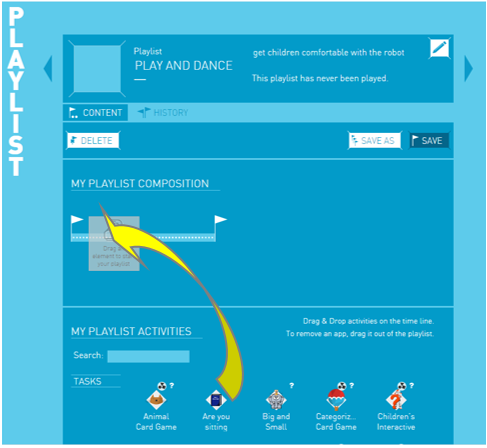 PLAYLIST
Playlist
PLAY AND DANCE
get children comfortable with the robot
This playlist has never been played.
CONTENT
HISTORY
DELETE
SAVE AS
SAVE
MY PLAYLIST COMPOSITION
Drag a
element to start
your playlist
MY PLAYLIST ACTIVITIES
Drag & Drop activities on the time line.
To remove an app, drag it out of the playlist.
Search:
TASKS
?
?
?
?
Animal
Card Game
Are you
sitting
Big and
Small
Categoriz...
Card Game
Children's
Interactive